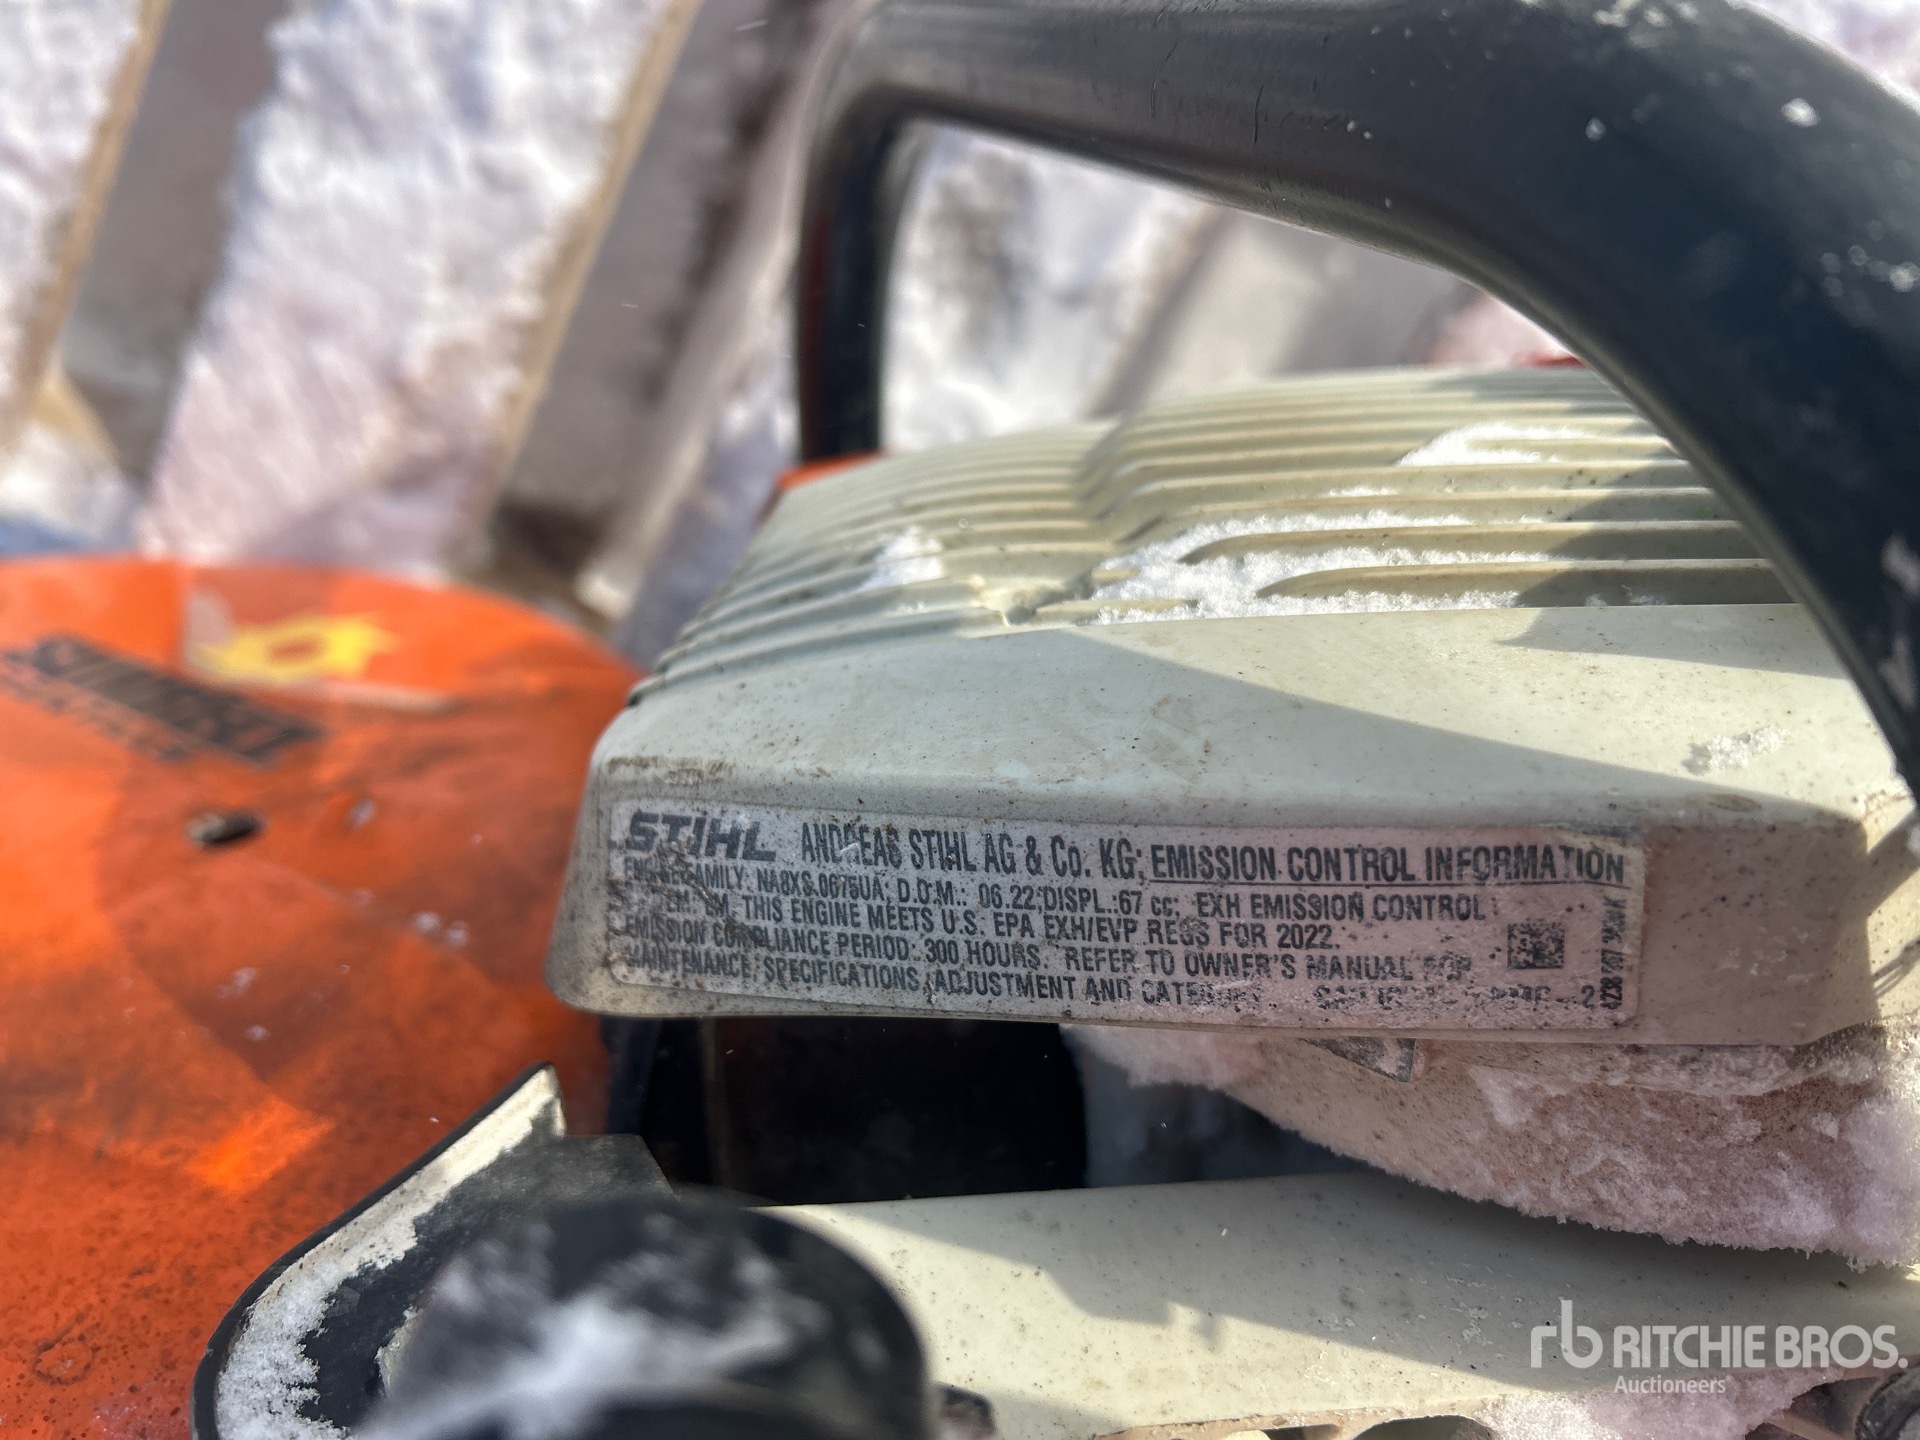 STIHL ANDREAS STIHL AG & Co. KG; EMISSION CONTROL INFORMATION
ENGINE FAMILY: NA8XS.0675UA; D.O.M.: 06.22; DISPL.:67 cc; EXH EMISSION CONTROL
EM. THIS ENGINE MEETS U.S. EPA EXH/EVP REGS FOR 2022.
EMISSION COMPLIANCE PERIOD: 300 HOURS. REFER TO OWNER'S MANUAL FOR
MAINTENANCE, SPECIFICATIONS, ADJUSTMENT AND CATEGORY.
rb RITCHIE BROS.
Auctioneers